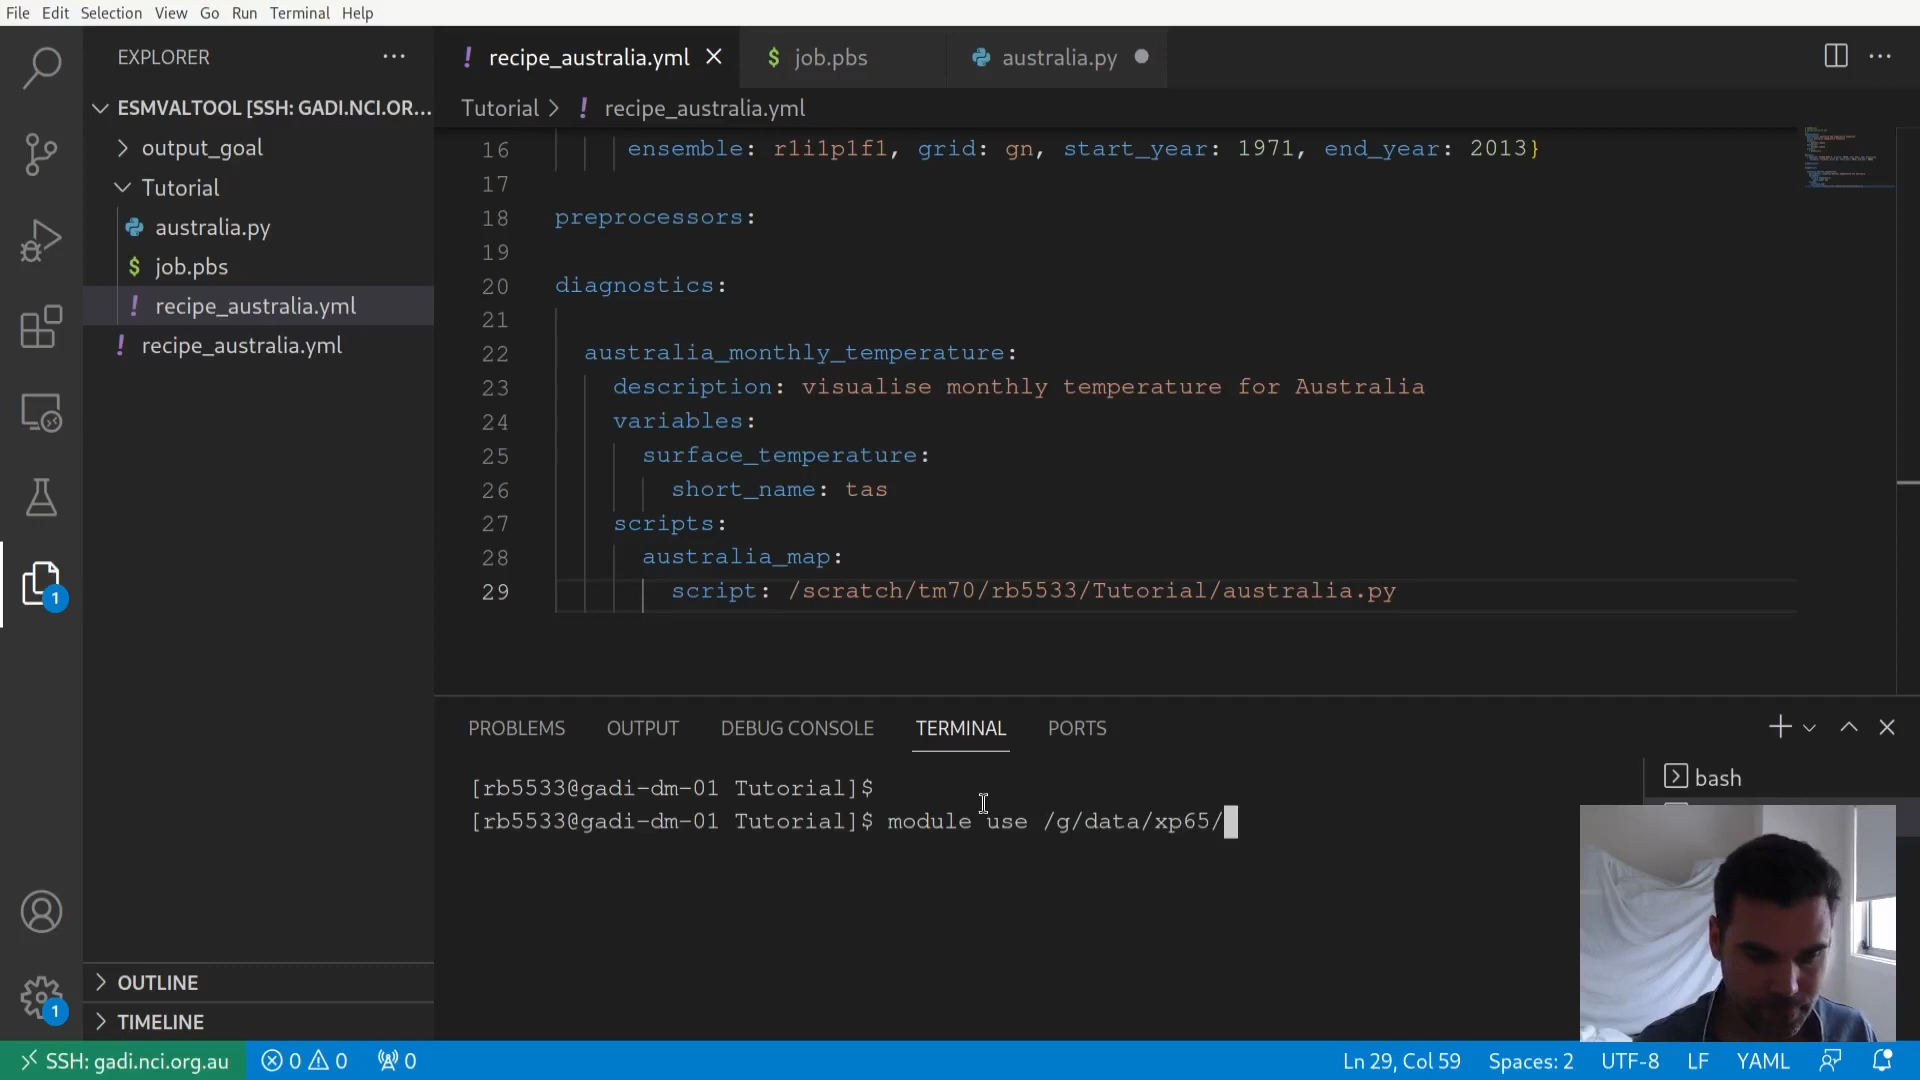 File Edit Selection View Go Run Terminal Help
EXPLORER
ESMVALTOOL [SSH: GADI.NCI.OR...
output_goal
Tutorial
australia.py
$ job.pbs
! recipe_australia.yml
! recipe_australia.yml
OUTLINE
TIMELINE
! recipe_australia.yml
$ job.pbs
australia.py
Tutorial > ! recipe_australia.yml
16 ensemble: r1i1p1f1, grid: gn, start_year: 1971, end_year: 2013}
17
18 preprocessors:
19
20 diagnostics:
21
22 australia_monthly_temperature:
23 description: visualise monthly temperature for Australia
24 variables:
25 surface_temperature:
26 short_name: tas
27 scripts:
28 australia_map:
29 script: /scratch/tm70/rb5533/Tutorial/australia.py
PROBLEMS OUTPUT DEBUG CONSOLE TERMINAL PORTS
[rb5533@gadi-dm-01 Tutorial]$
[rb5533@gadi-dm-01 Tutorial]$ module use /g/data/xp65/
bash
1
1
SSH: gadi.nci.org.au 0 0 0 Ln 29, Col 59 Spaces: 2 UTF-8 LF YAML